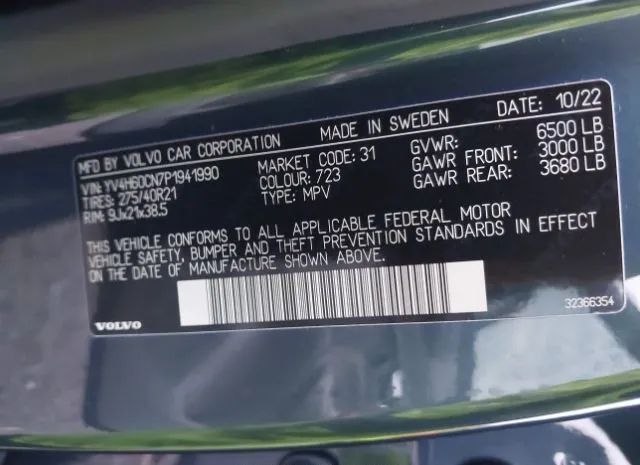 MFD BY VOLVO CAR CORPORATION MADE IN SWEDEN DATE: 10/22
VIN: YV4H60CN7P1941990 MARKET CODE: 31 GVWR: 6500 LB
TIRES: 275/40R21 COLOUR: 723 GAWR FRONT: 3000 LB
RIM: 9Jx21x38.5 TYPE: MPV GAWR REAR: 3680 LB
THIS VEHICLE CONFORMS TO ALL APPLICABLE FEDERAL MOTOR
VEHICLE SAFETY, BUMPER AND THEFT PREVENTION STANDARDS IN EFFECT
ON THE DATE OF MANUFACTURE SHOWN ABOVE.
VOLVO 32366354